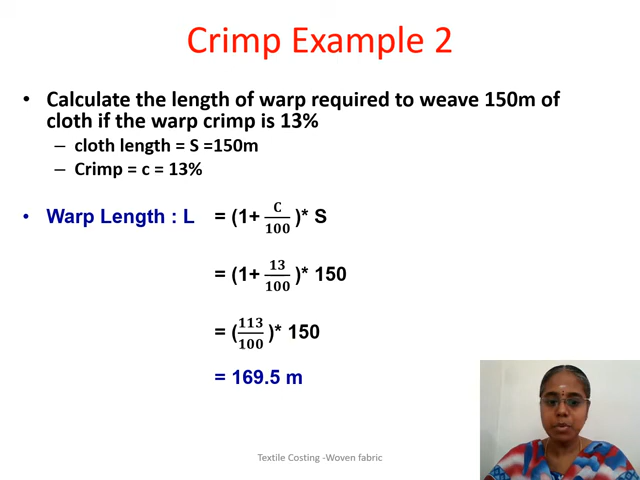 Crimp Example 2
• Calculate the length of warp required to weave 150m of
cloth if the warp crimp is 13%
– cloth length = S =150m
– Crimp = c = 13%
• Warp Length : L = (1+ C/100 )* S
= (1+ 13/100 )* 150
= (113/100 )* 150
= 169.5 m
Textile Costing -Woven fabric